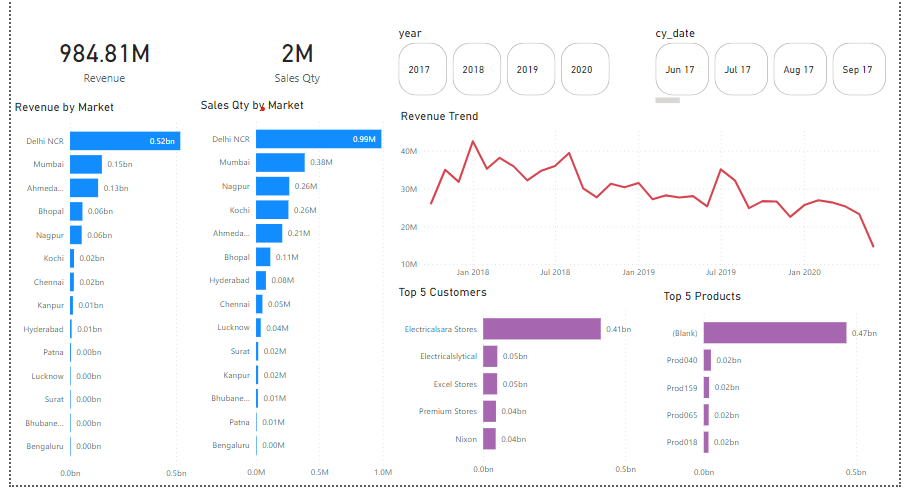 984.81M
Revenue
2M
Sales Qty
year
2017
2018
2019
2020
cy_date
Jun 17
Jul 17
Aug 17
Sep 17
Revenue by Market
Delhi NCR 0.52bn
Mumbai 0.15bn
Ahmeda... 0.13bn
Bhopal 0.06bn
Nagpur 0.06bn
Kochi 0.02bn
Chennai 0.02bn
Kanpur 0.01bn
Hyderabad 0.01bn
Patna 0.00bn
Lucknow 0.00bn
Surat 0.00bn
Bhubane... 0.00bn
Bengaluru 0.00bn
0.0bn 0.5bn
Sales Qty by Market
Delhi NCR 0.99M
Mumbai 0.38M
Nagpur 0.26M
Kochi 0.26M
Ahmeda... 0.21M
Bhopal 0.11M
Hyderabad 0.08M
Chennai 0.05M
Lucknow 0.04M
Surat 0.02M
Kanpur 0.02M
Bhubane... 0.01M
Patna 0.01M
Bengaluru 0.00M
0.0M 0.5M 1.0M
Revenue Trend
40M
30M
20M
10M
Jan 2018 Jul 2018 Jan 2019 Jul 2019 Jan 2020
Top 5 Customers
Electricalsara Stores 0.41bn
Electricalslytical 0.05bn
Excel Stores 0.05bn
Premium Stores 0.04bn
Nixon 0.04bn
0.0bn 0.5bn
Top 5 Products
(Blank) 0.47bn
Prod040 0.02bn
Prod159 0.02bn
Prod065 0.02bn
Prod018 0.02bn
0.0bn 0.5bn